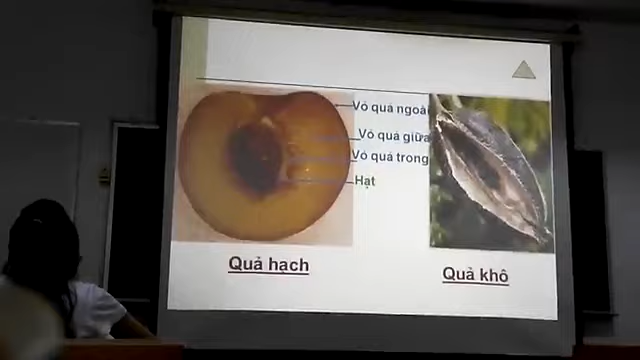 Vỏ quả ngoài
Vỏ quả giữa
Vỏ quả trong
Hạt
Quả hạch
Quả khô